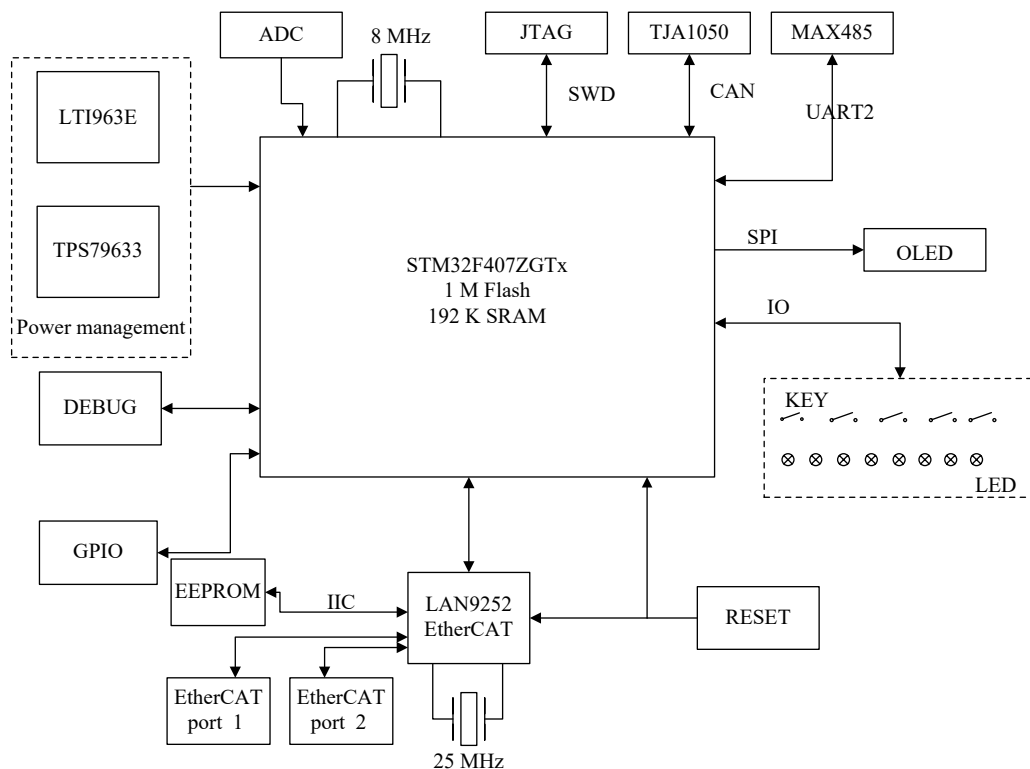 ADC
8 MHz
JTAG
TJA1050
MAX485
SWD
CAN
UART2
LTI963E
TPS79633
Power management
STM32F407ZGTx
1 M Flash
192 K SRAM
SPI
OLED
IO
KEY
LED
DEBUG
GPIO
EEPROM
IIC
LAN9252
EtherCAT
RESET
EtherCAT
port 1
EtherCAT
port 2
25 MHz